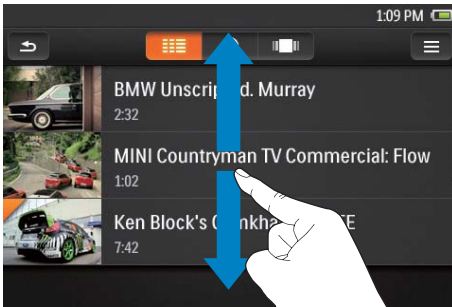 1:09 PM
BMW Unscrip d. Murray
2:32
MINI Countryman TV Commercial: Flow
1:02
Ken Block's E
7:42